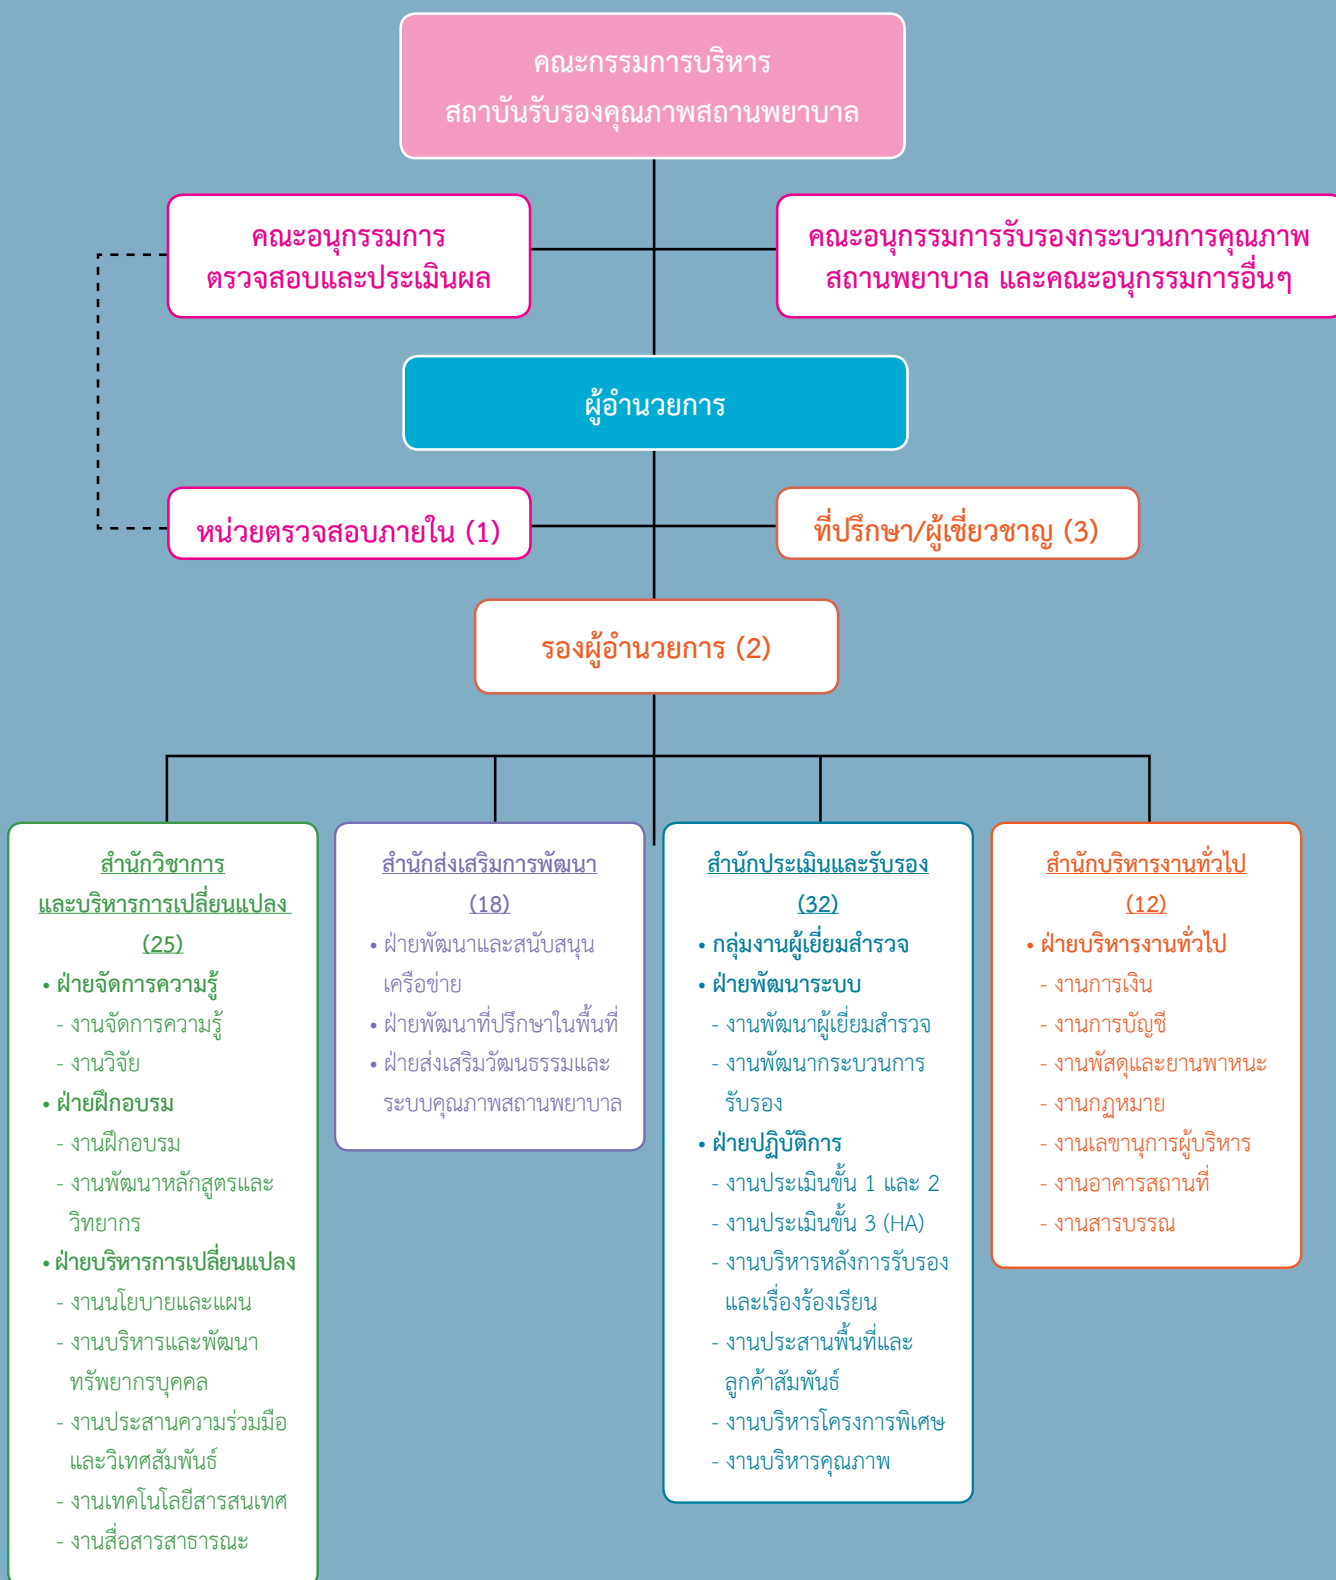 คณะกรรมการบริหาร
สถาบันรับรองคุณภาพสถานพยาบาล
คณะอนุกรรมการ
ตรวจสอบและประเมินผล
คณะอนุกรรมการรับรองกระบวนการคุณภาพ
สถานพยาบาล และคณะอนุกรรมการอื่นๆ
ผู้อำนวยการ
หน่วยตรวจสอบภายใน (1)
ที่ปรึกษา/ผู้เชี่ยวชาญ (3)
รองผู้อำนวยการ (2)
สำนักวิชาการ
และบริหารการเปลี่ยนแปลง
(25)
• ฝ่ายจัดการความรู้
- งานจัดการความรู้
- งานวิจัย
• ฝ่ายฝึกอบรม
- งานฝึกอบรม
- งานพัฒนาหลักสูตรและ
วิทยากร
• ฝ่ายบริหารการเปลี่ยนแปลง
- งานนโยบายและแผน
- งานบริหารและพัฒนา
ทรัพยากรบุคคล
- งานประสานความร่วมมือ
และวิเทศสัมพันธ์
- งานเทคโนโลยีสารสนเทศ
- งานสื่อสารสาธารณะ
สำนักส่งเสริมการพัฒนา
(18)
• ฝ่ายพัฒนาและสนับสนุน
เครือข่าย
• ฝ่ายพัฒนาที่ปรึกษาในพื้นที่
• ฝ่ายส่งเสริมวัฒนธรรมและ
ระบบคุณภาพสถานพยาบาล
สำนักประเมินและรับรอง
(32)
• กลุ่มงานผู้เยี่ยมสำรวจ
• ฝ่ายพัฒนาระบบ
- งานพัฒนาผู้เยี่ยมสำรวจ
- งานพัฒนากระบวนการ
รับรอง
• ฝ่ายปฏิบัติการ
- งานประเมินขั้น 1 และ 2
- งานประเมินขั้น 3 (HA)
- งานบริหารหลังการรับรอง
และเรื่องร้องเรียน
- งานประสานพื้นที่และ
ลูกค้าสัมพันธ์
- งานบริหารโครงการพิเศษ
- งานบริหารคุณภาพ
สำนักบริหารงานทั่วไป
(12)
• ฝ่ายบริหารงานทั่วไป
- งานการเงิน
- งานการบัญชี
- งานพัสดุและยานพาหนะ
- งานกฎหมาย
- งานเลขานุการผู้บริหาร
- งานอาคารสถานที่
- งานสารบรรณ